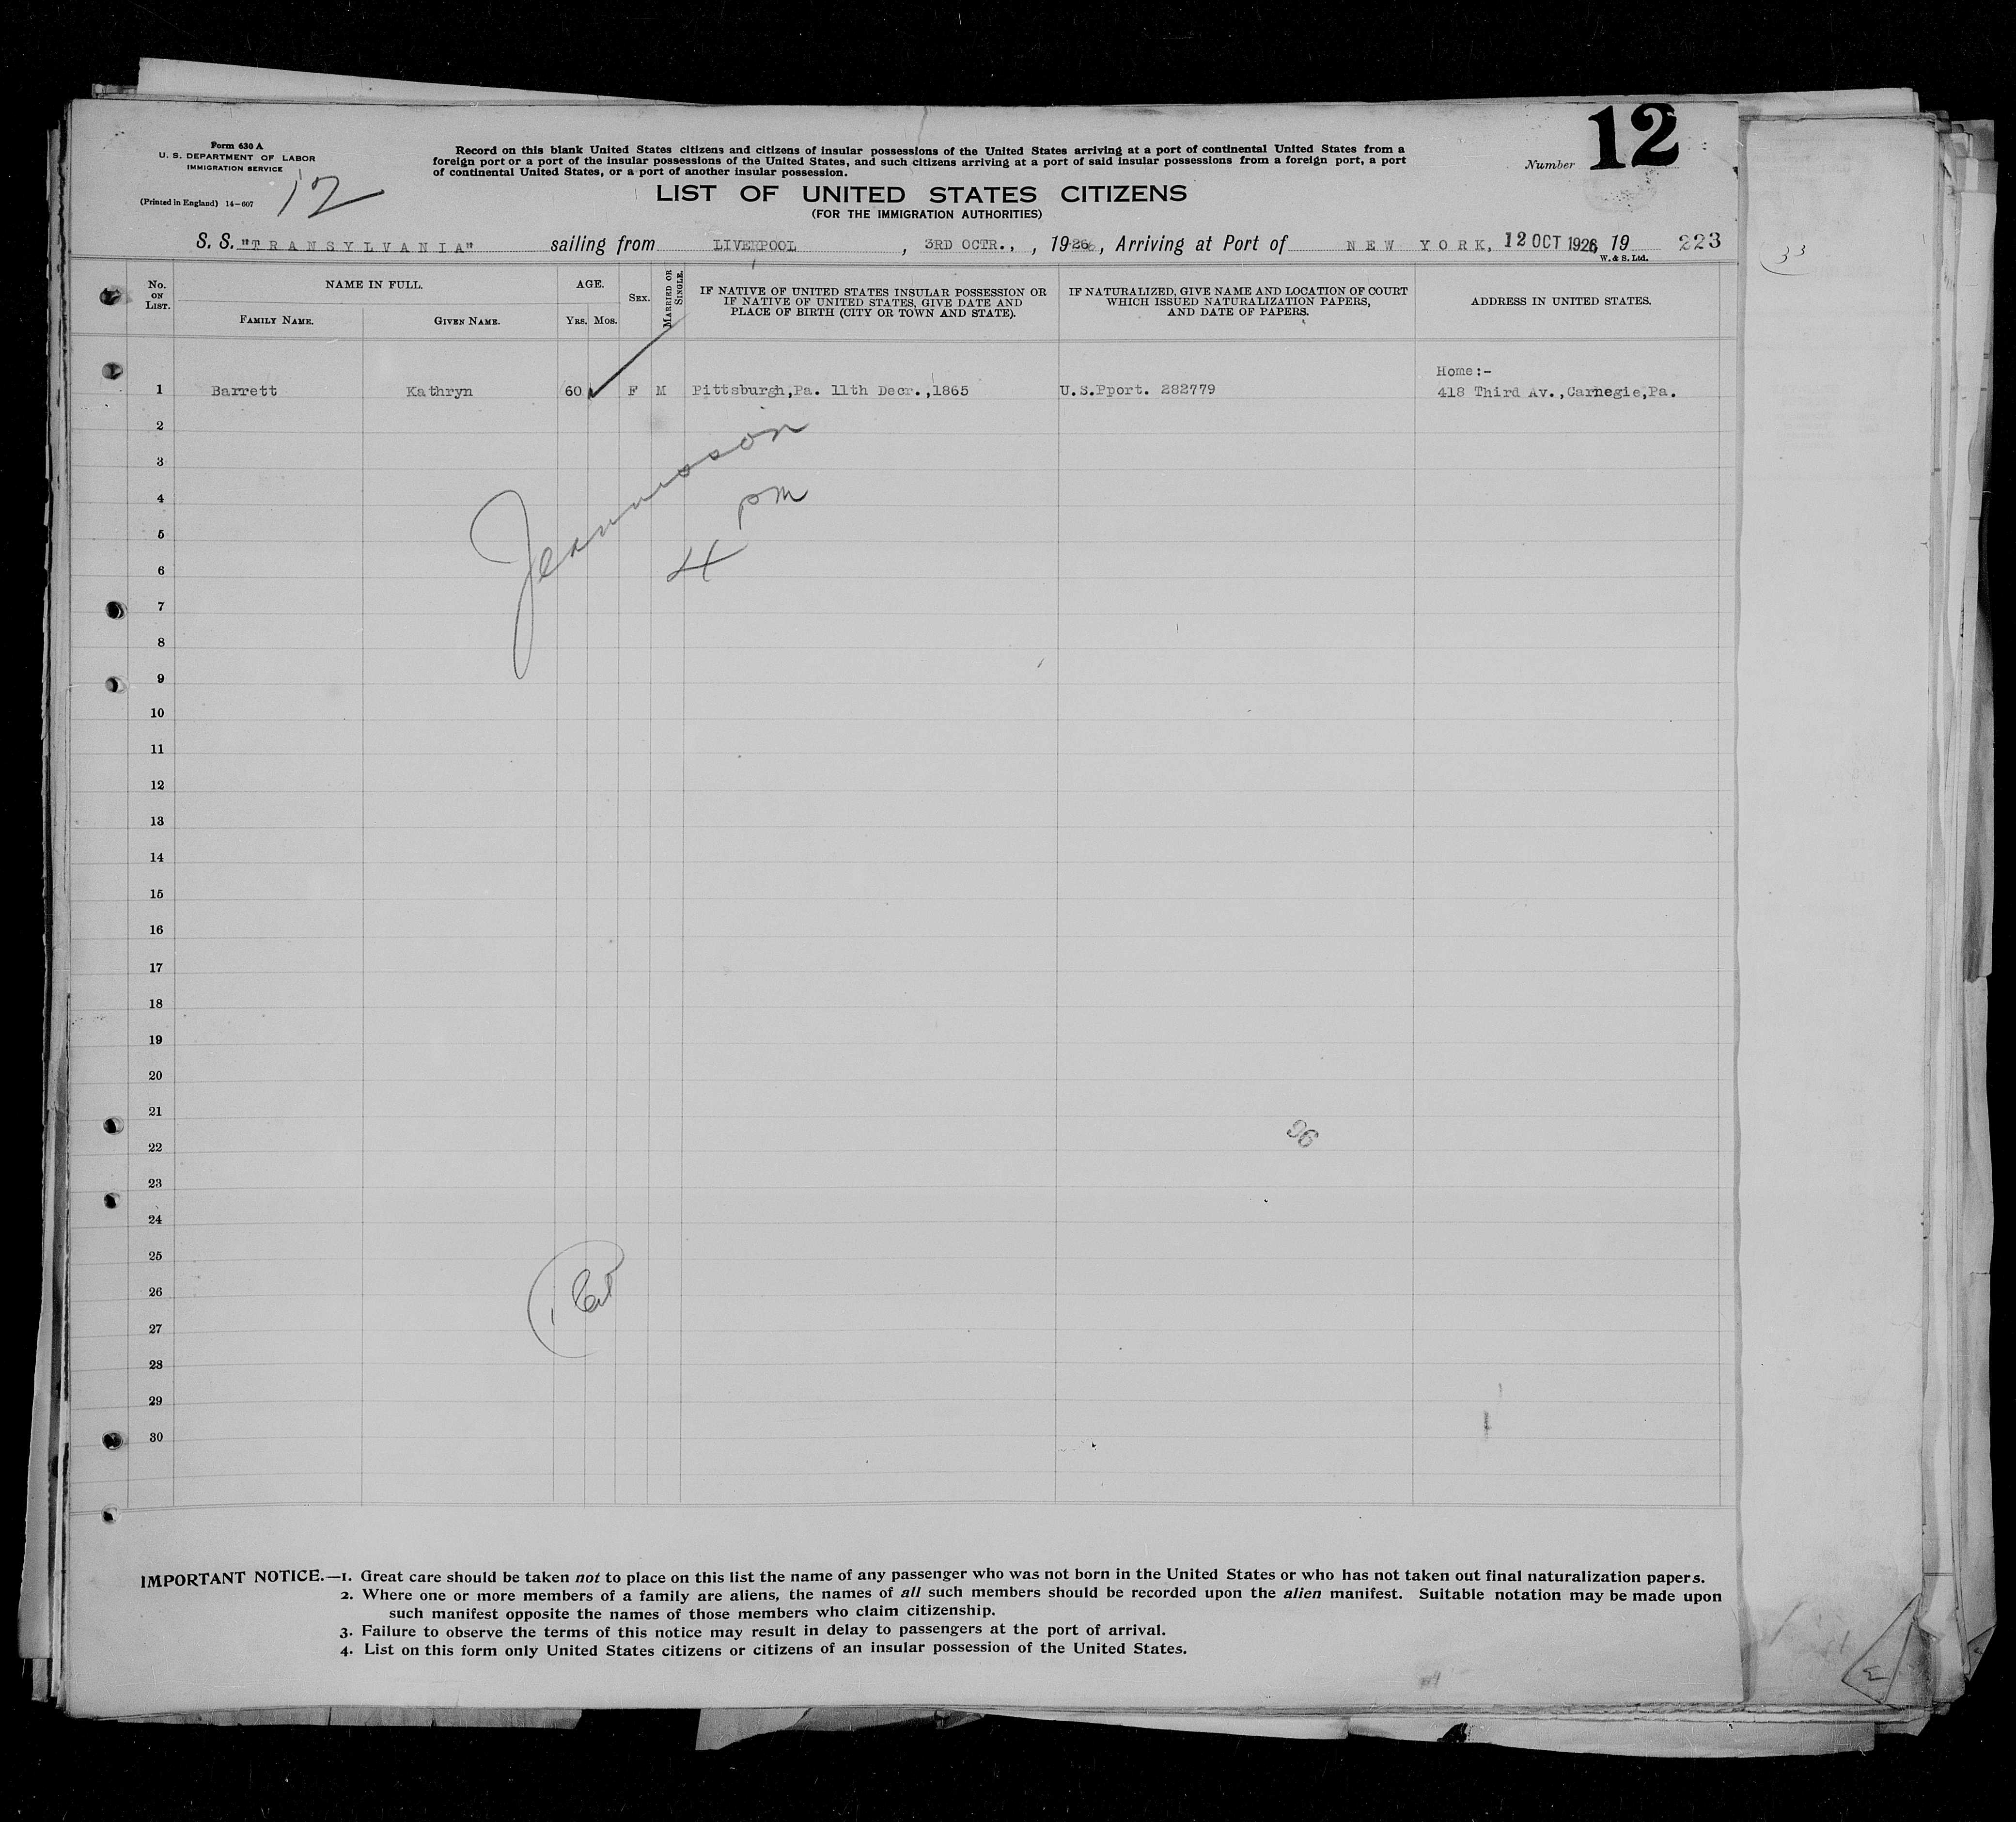 Form 630 A
U. S. DEPARTMENT OF LABOR
IMMIGRATION SERVICE
12
(Printed in England) 14—607
Record on this blank United States citizens and citizens of insular possessions of the United States arriving at a port of continental United States from a
foreign port or a port of the insular possessions of the United States, and such citizens arriving at a port of said insular possessions from a foreign port, a port
of continental United States, or a port of another insular possession.
Number 12
LIST OF UNITED STATES CITIZENS
(FOR THE IMMIGRATION AUTHORITIES)
S. S. "TRANSYLVANIA" sailing from LIVERPOOL , 3RD OCTR., , 1926, Arriving at Port of NEW YORK, 12 OCT 1926 19 223
W. & S. Ltd.
33
No. ON LIST.
NAME IN FULL.
FAMILY NAME.
GIVEN NAME.
AGE.
YRS. MOS.
SEX.
MARRIED OR SINGLE.
IF NATIVE OF UNITED STATES INSULAR POSSESSION OR
IF NATIVE OF UNITED STATES, GIVE DATE AND
PLACE OF BIRTH (CITY OR TOWN AND STATE).
IF NATURALIZED, GIVE NAME AND LOCATION OF COURT
WHICH ISSUED NATURALIZATION PAPERS,
AND DATE OF PAPERS.
ADDRESS IN UNITED STATES.
Home:-
1 Barrett Kathryn 60 F M Pittsburgh,Pa. 11th Decr.,1865 U.S.Pport. 282779 418 Third Av.,Carnegie,Pa.
2
3
4
pm
5
4
6
7
8
9
10
11
12
13
14
15
16
17
18
19
20
21
96
22
23
24
25
26
27
28
29
30
IMPORTANT NOTICE.—1. Great care should be taken not to place on this list the name of any passenger who was not born in the United States or who has not taken out final naturalization papers.
2. Where one or more members of a family are aliens, the names of all such members should be recorded upon the alien manifest. Suitable notation may be made upon
such manifest opposite the names of those members who claim citizenship.
3. Failure to observe the terms of this notice may result in delay to passengers at the port of arrival.
4. List on this form only United States citizens or citizens of an insular possession of the United States.